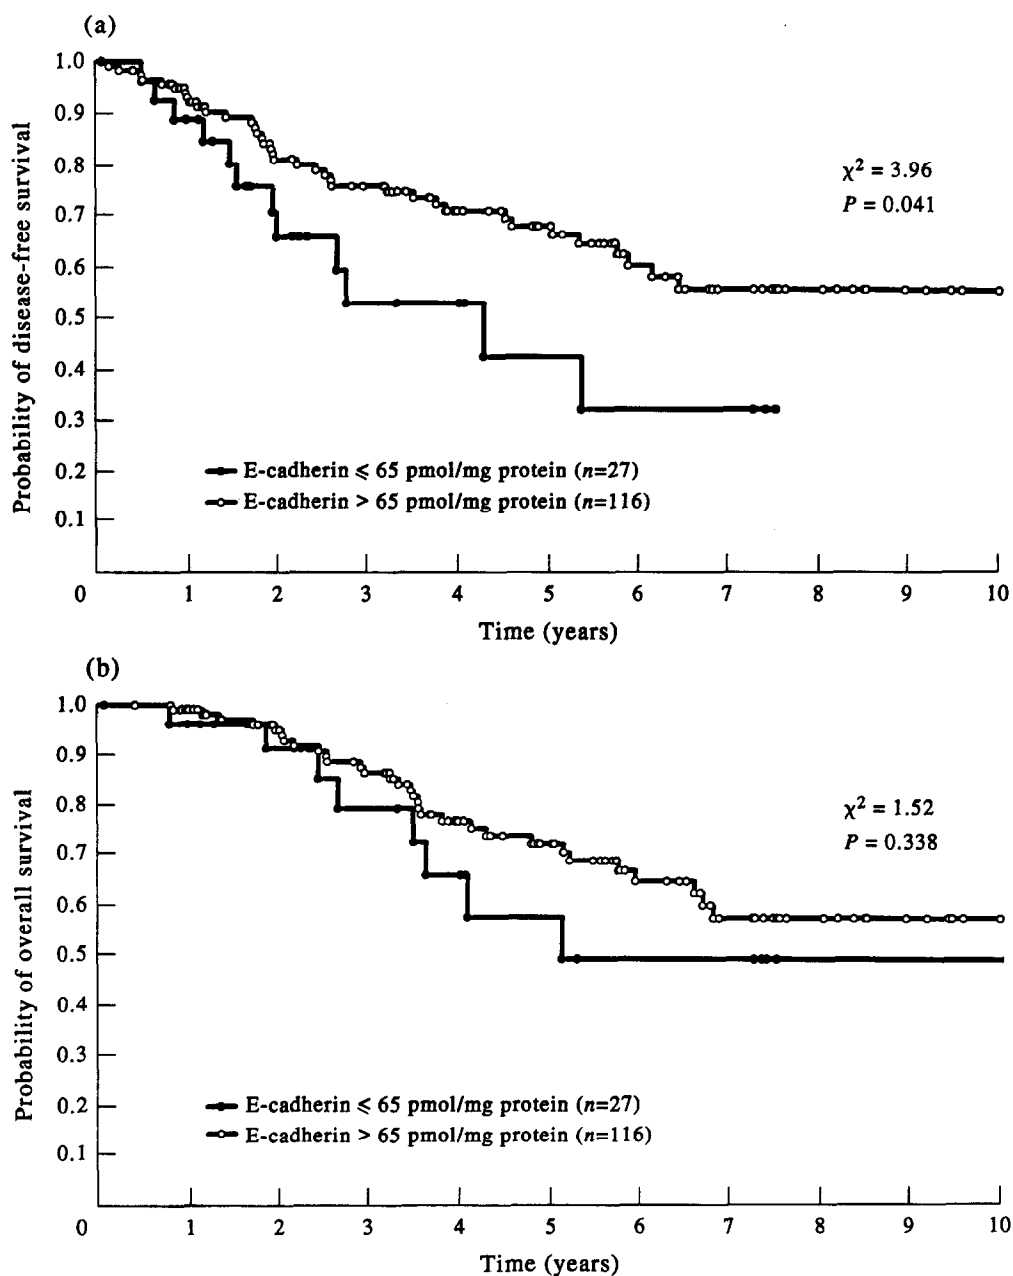 (a)
Probability of disease-free survival
1.0
0.9
0.8
0.7
0.6
0.5
0.4
0.3
0.2
0.1
χ² = 3.96
P = 0.041
E-cadherin ⩽ 65 pmol/mg protein (n=27)
E-cadherin > 65 pmol/mg protein (n=116)
0 1 2 3 4 5 6 7 8 9 10
Time (years)
(b)
Probability of overall survival
1.0
0.9
0.8
0.7
0.6
0.5
0.4
0.3
0.2
0.1
χ² = 1.52
P = 0.338
E-cadherin ⩽ 65 pmol/mg protein (n=27)
E-cadherin > 65 pmol/mg protein (n=116)
0 1 2 3 4 5 6 7 8 9 10
Time (years)